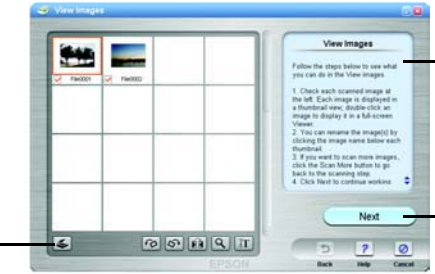 View Images
View Images
Follow the steps below to see what
you can do in the View images.
1. Check each scanned image at
the left. Each image is displayed in
a thumbnail view; double-click an
image to display it in a full-screen
Viewer.
2. You can rename the image(s) by
clicking the image name below each
thumbnail.
3. If you want to scan more images,
click the Scan More button to go
back to the scanning step.
4. Click Next to continue working
File0001
File0002
Next
T
EPSON
Back
Help
Cancel